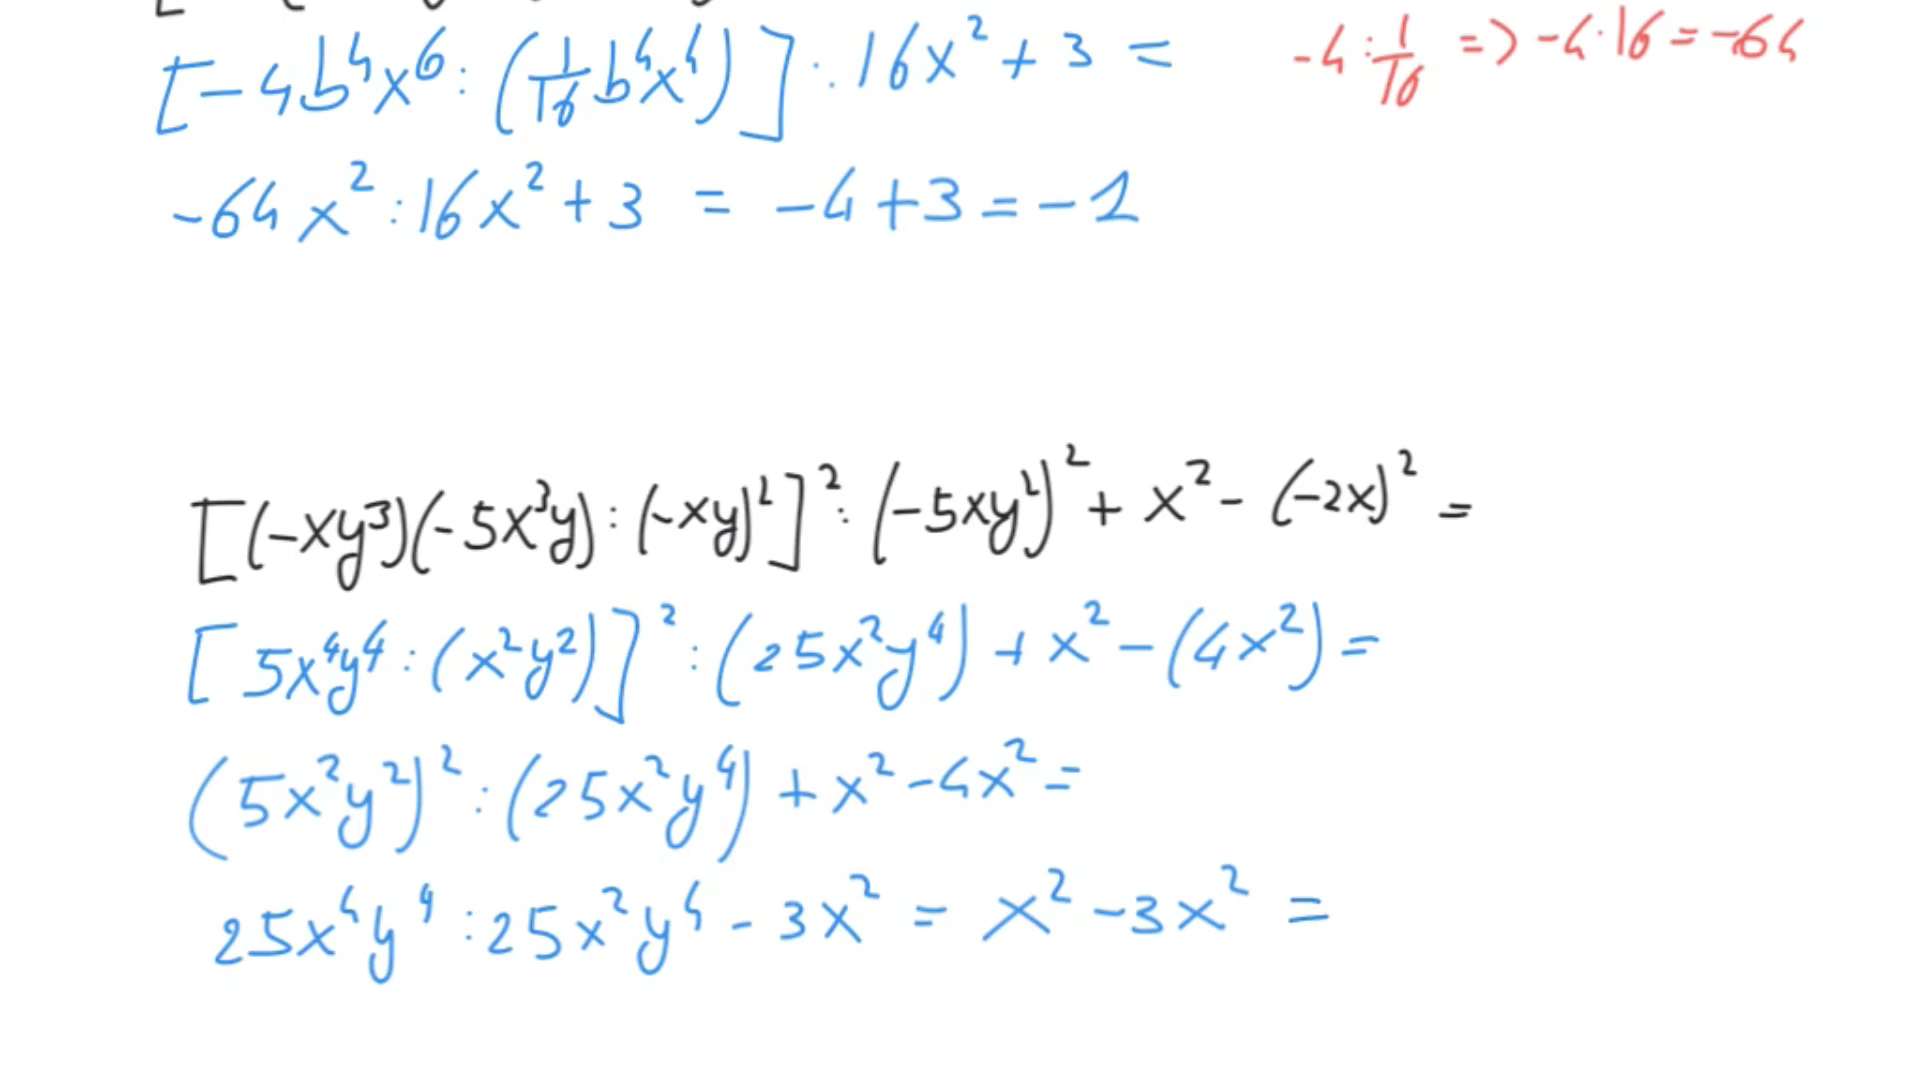 [-4b⁴x⁶:(1/16 b⁴x⁴)]:16x²+3=
-4:1/16 => -4·16=-64
-64x²:16x²+3 = -4+3=-1
[(-xy³)(-5x³y):(-xy)²]²:(-5xy²)²+x²-(-2x)²=
[5x⁴y⁴:(x²y²)]²:(25x²y⁴)+x²-(4x²)=
(5x²y²)²:(25x²y⁴)+x²-4x²=
25x⁴y⁴:25x²y⁴-3x²=x²-3x²=